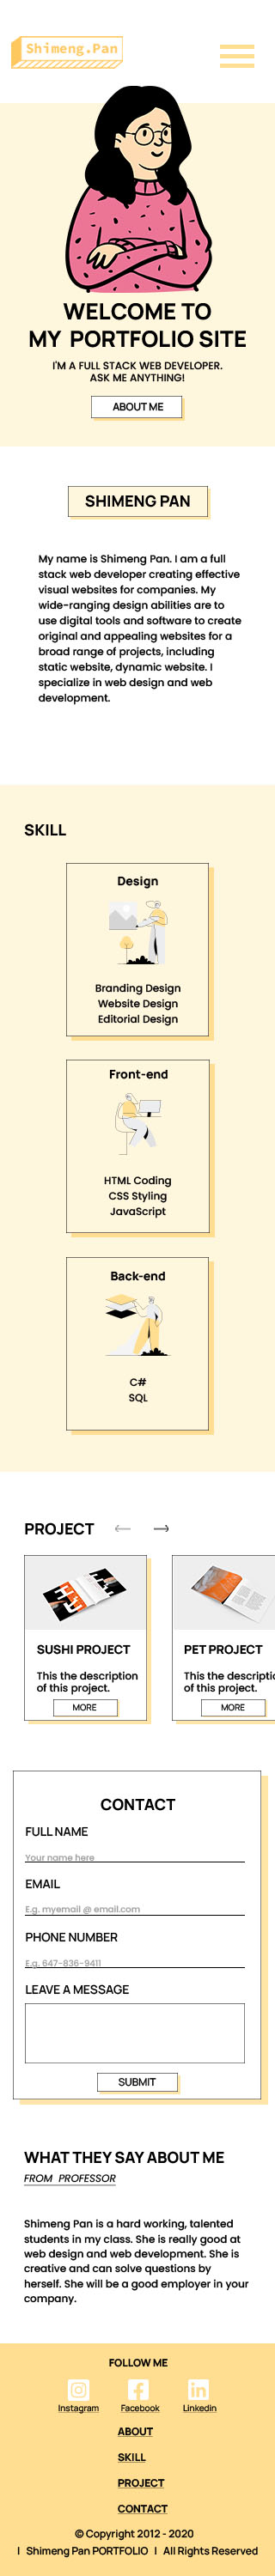 Shimeng.Pan
WELCOME TO
MY PORTFOLIO SITE
I'M A FULL STACK WEB DEVELOPER.
ASK ME ANYTHING!
ABOUT ME
SHIMENG PAN
My name is Shimeng Pan. I am a full
stack web developer creating effective
visual websites for companies. My
wide-ranging design abilities are to
use digital tools and software to create
original and appealing websites for a
broad range of projects, including
static website, dynamic website. I
specialize in web design and web
development.
SKILL
Design
Branding Design
Website Design
Editorial Design
Front-end
HTML Coding
CSS Styling
JavaScript
Back-end
C#
SQL
PROJECT
SUSHI PROJECT
This the description
of this project.
MORE
PET PROJECT
This the descripti
of this project.
MORE
CONTACT
FULL NAME
Your name here
EMAIL
E.g. myemail @ email.com
PHONE NUMBER
E.g. 647-836-9411
LEAVE A MESSAGE
SUBMIT
WHAT THEY SAY ABOUT ME
FROM PROFESSOR
Shimeng Pan is a hard working, talented
students in my class. She is really good at
web design and web development. She is
creative and can solve questions by
herself. She will be a good employer in your
company.
FOLLOW ME
Instagram Facebook Linkedin
ABOUT
SKILL
PROJECT
CONTACT
© Copyright 2012 - 2020
| Shimeng Pan PORTFOLIO | All Rights Reserved